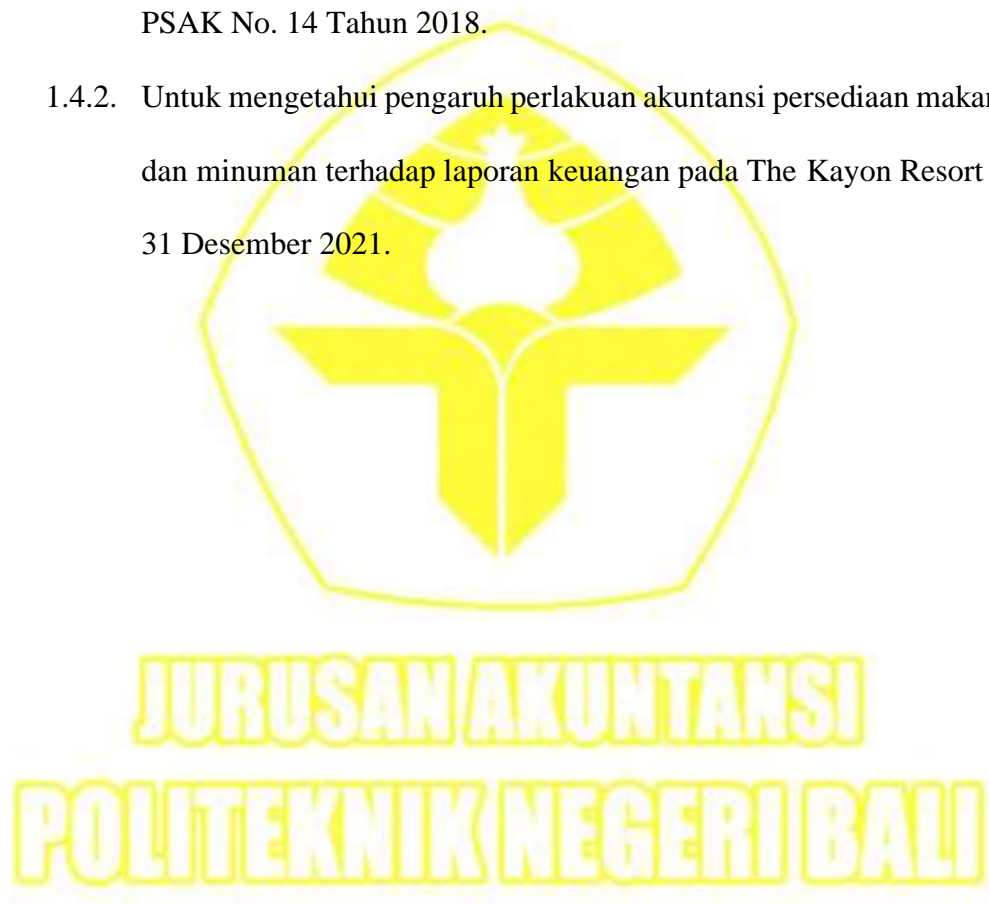 PSAK No. 14 Tahun 2018.
1.4.2. Untuk mengetahui pengaruh perlakuan akuntansi persediaan makan
dan minuman terhadap laporan keuangan pada The Kayon Resort
31 Desember 2021.
JURUSAN AKUNTANSI
POLITEKNIK NEGERI BALI